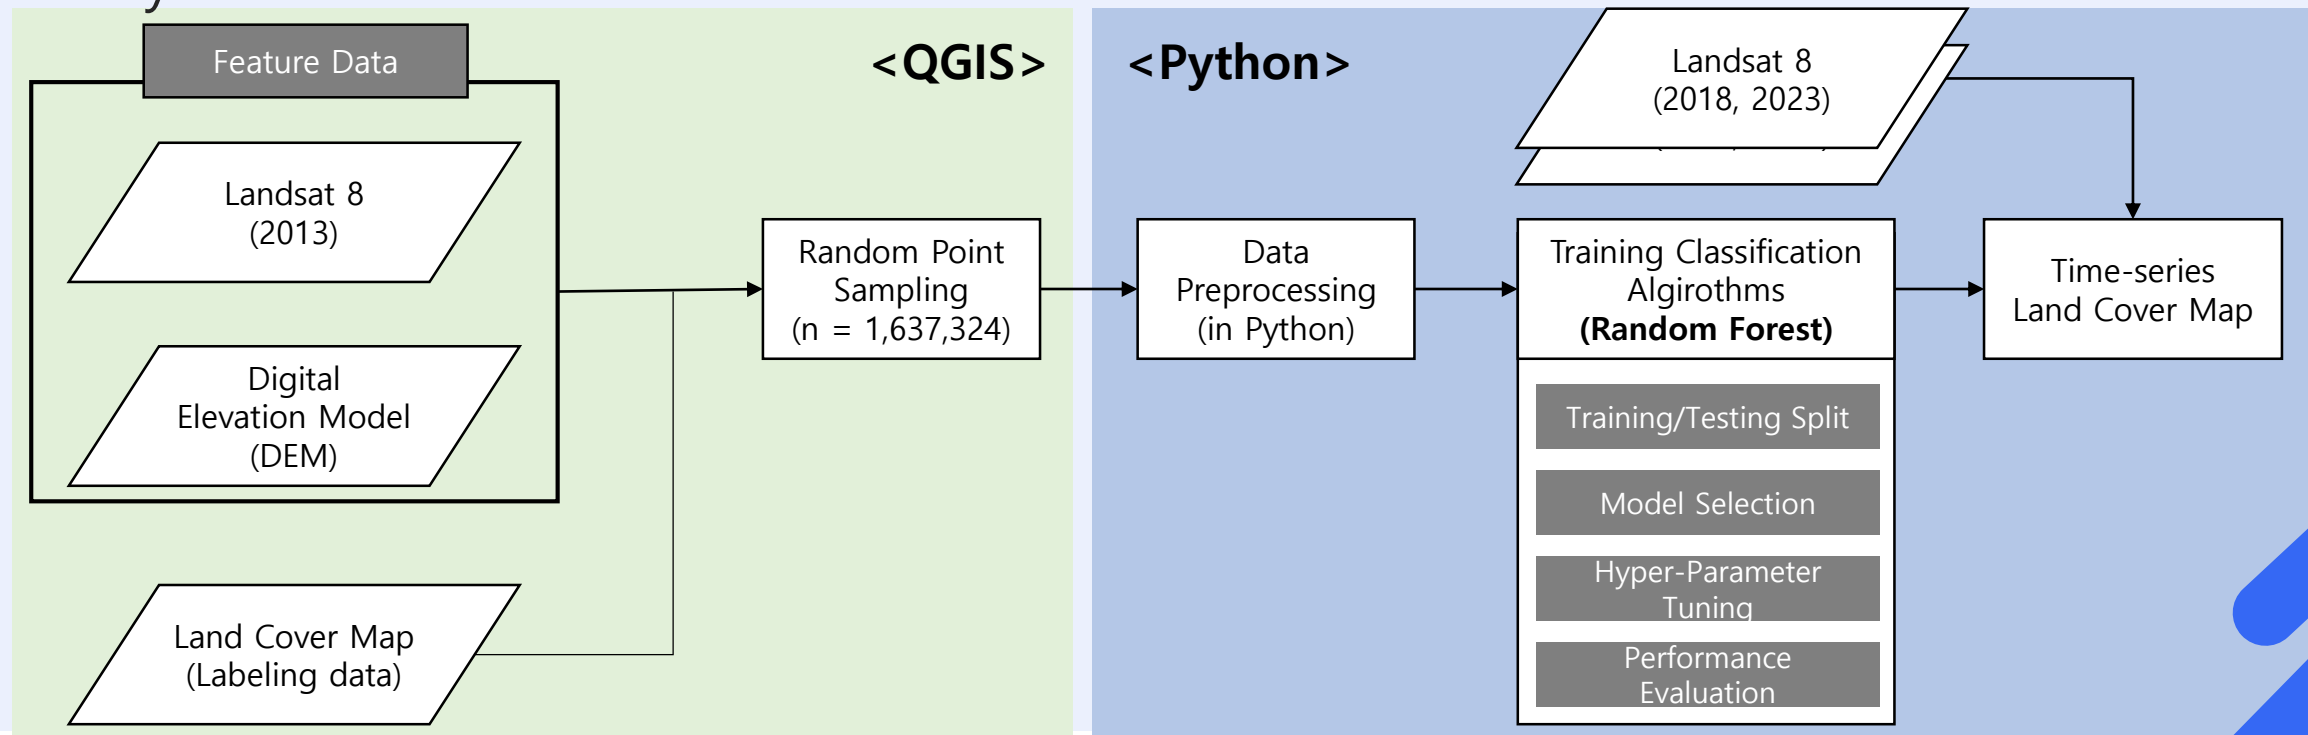 Feature Data
<QGIS>
Landsat 8
(2013)
Digital
Elevation Model
(DEM)
Land Cover Map
(Labeling data)
Random Point
Sampling
(n = 1,637,324)
<Python>
Landsat 8
(2018, 2023)
Data
Preprocessing
(in Python)
Training Classification
Algirothms
(Random Forest)
Training/Testing Split
Model Selection
Hyper-Parameter
Tuning
Performance
Evaluation
Time-series
Land Cover Map